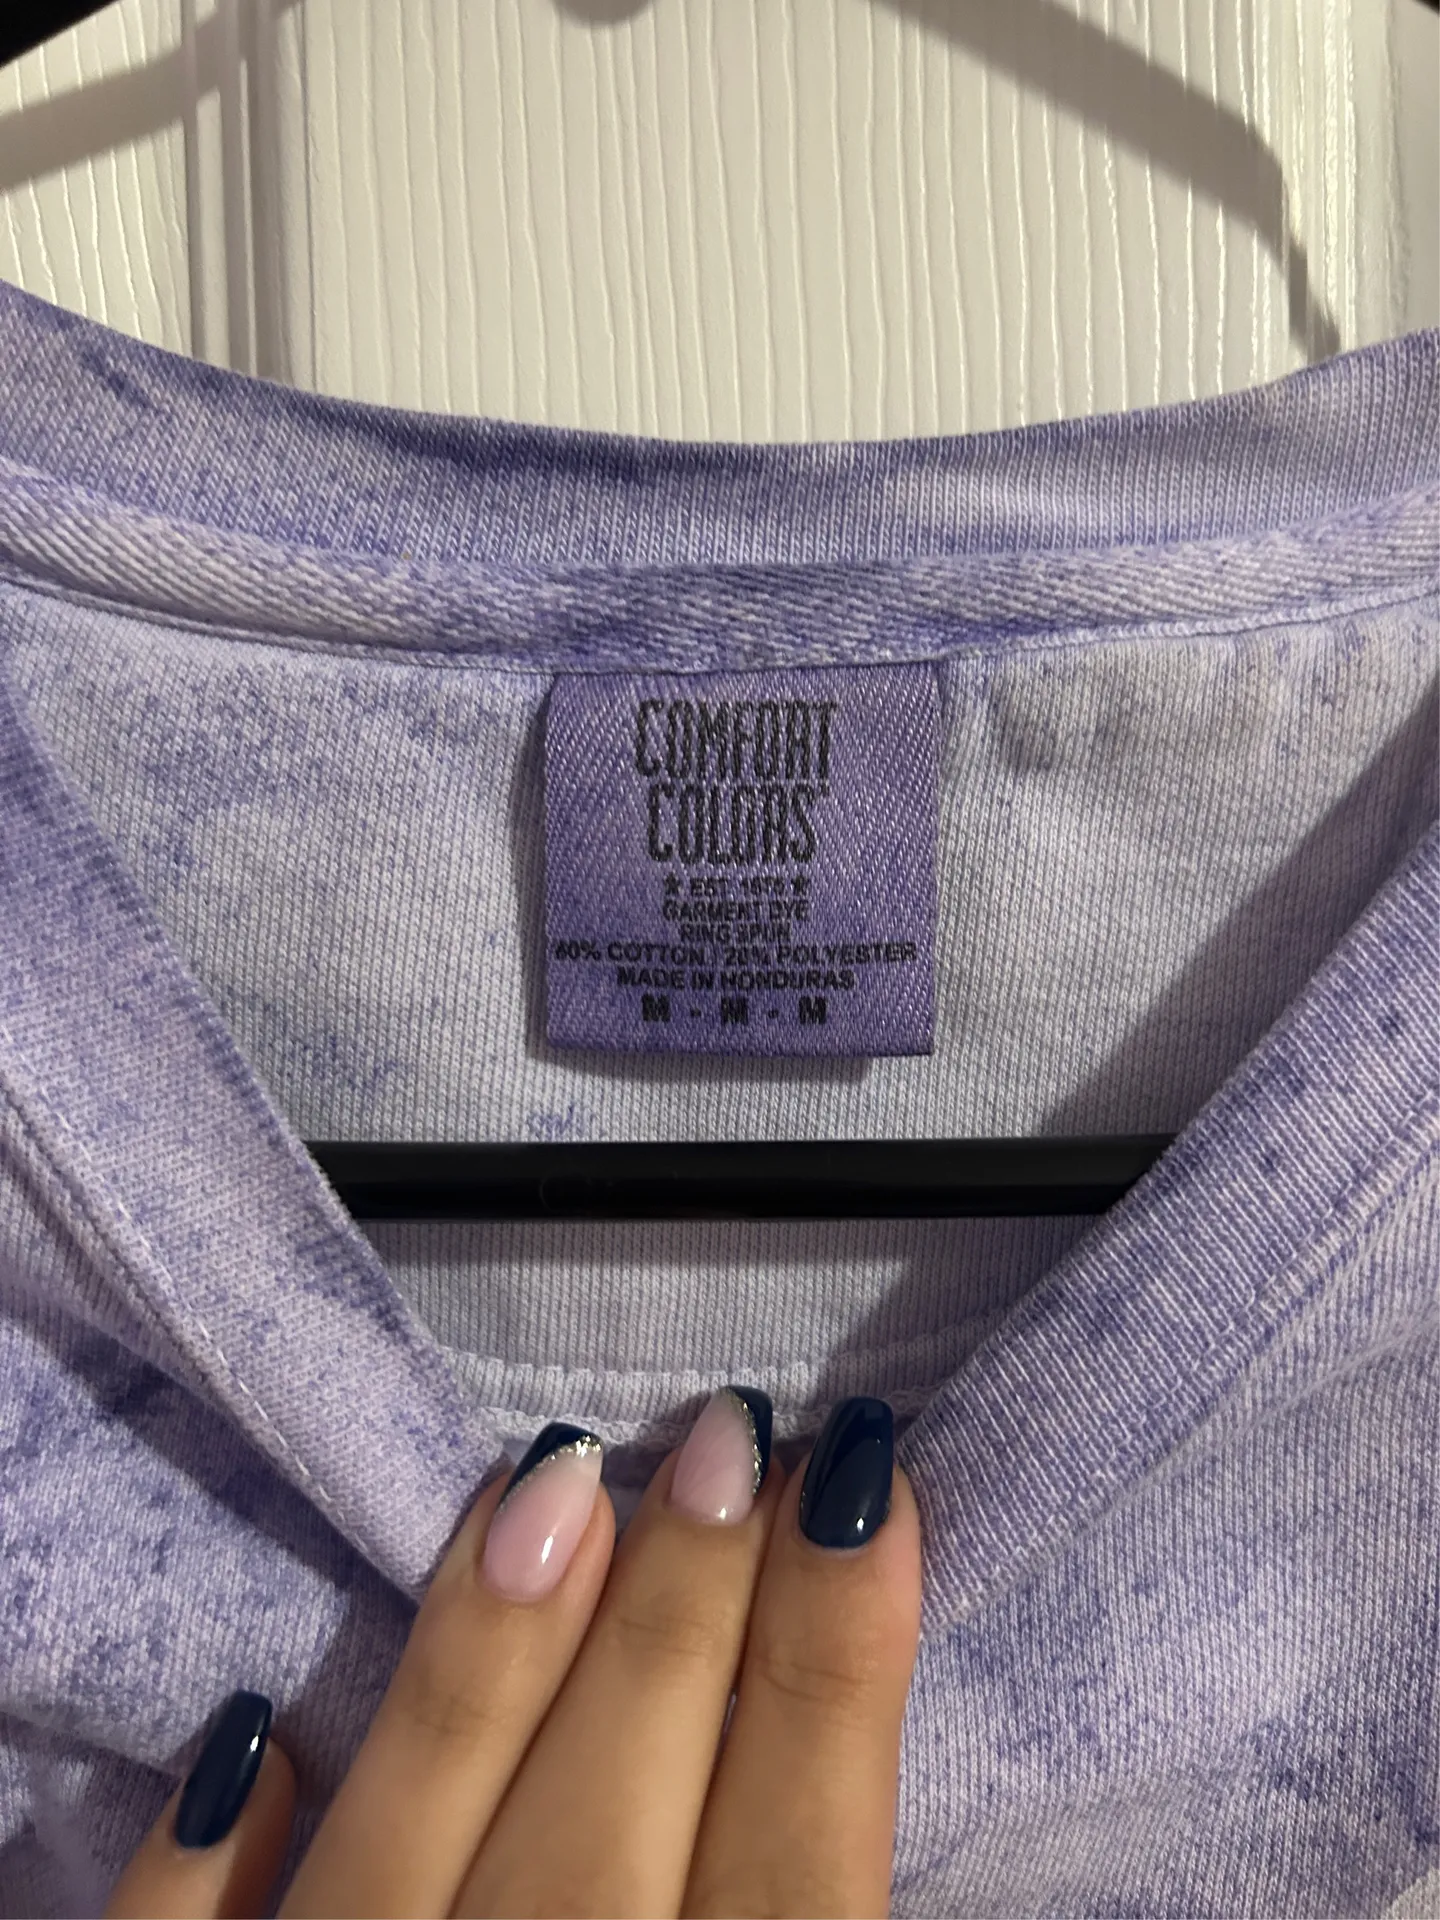 COMFORT
COLORS
★ EST. 1975 ★
GARMENT DYE
RING SPUN
80% COTTON | 20% POLYESTER
MADE IN HONDURAS
M - M - M